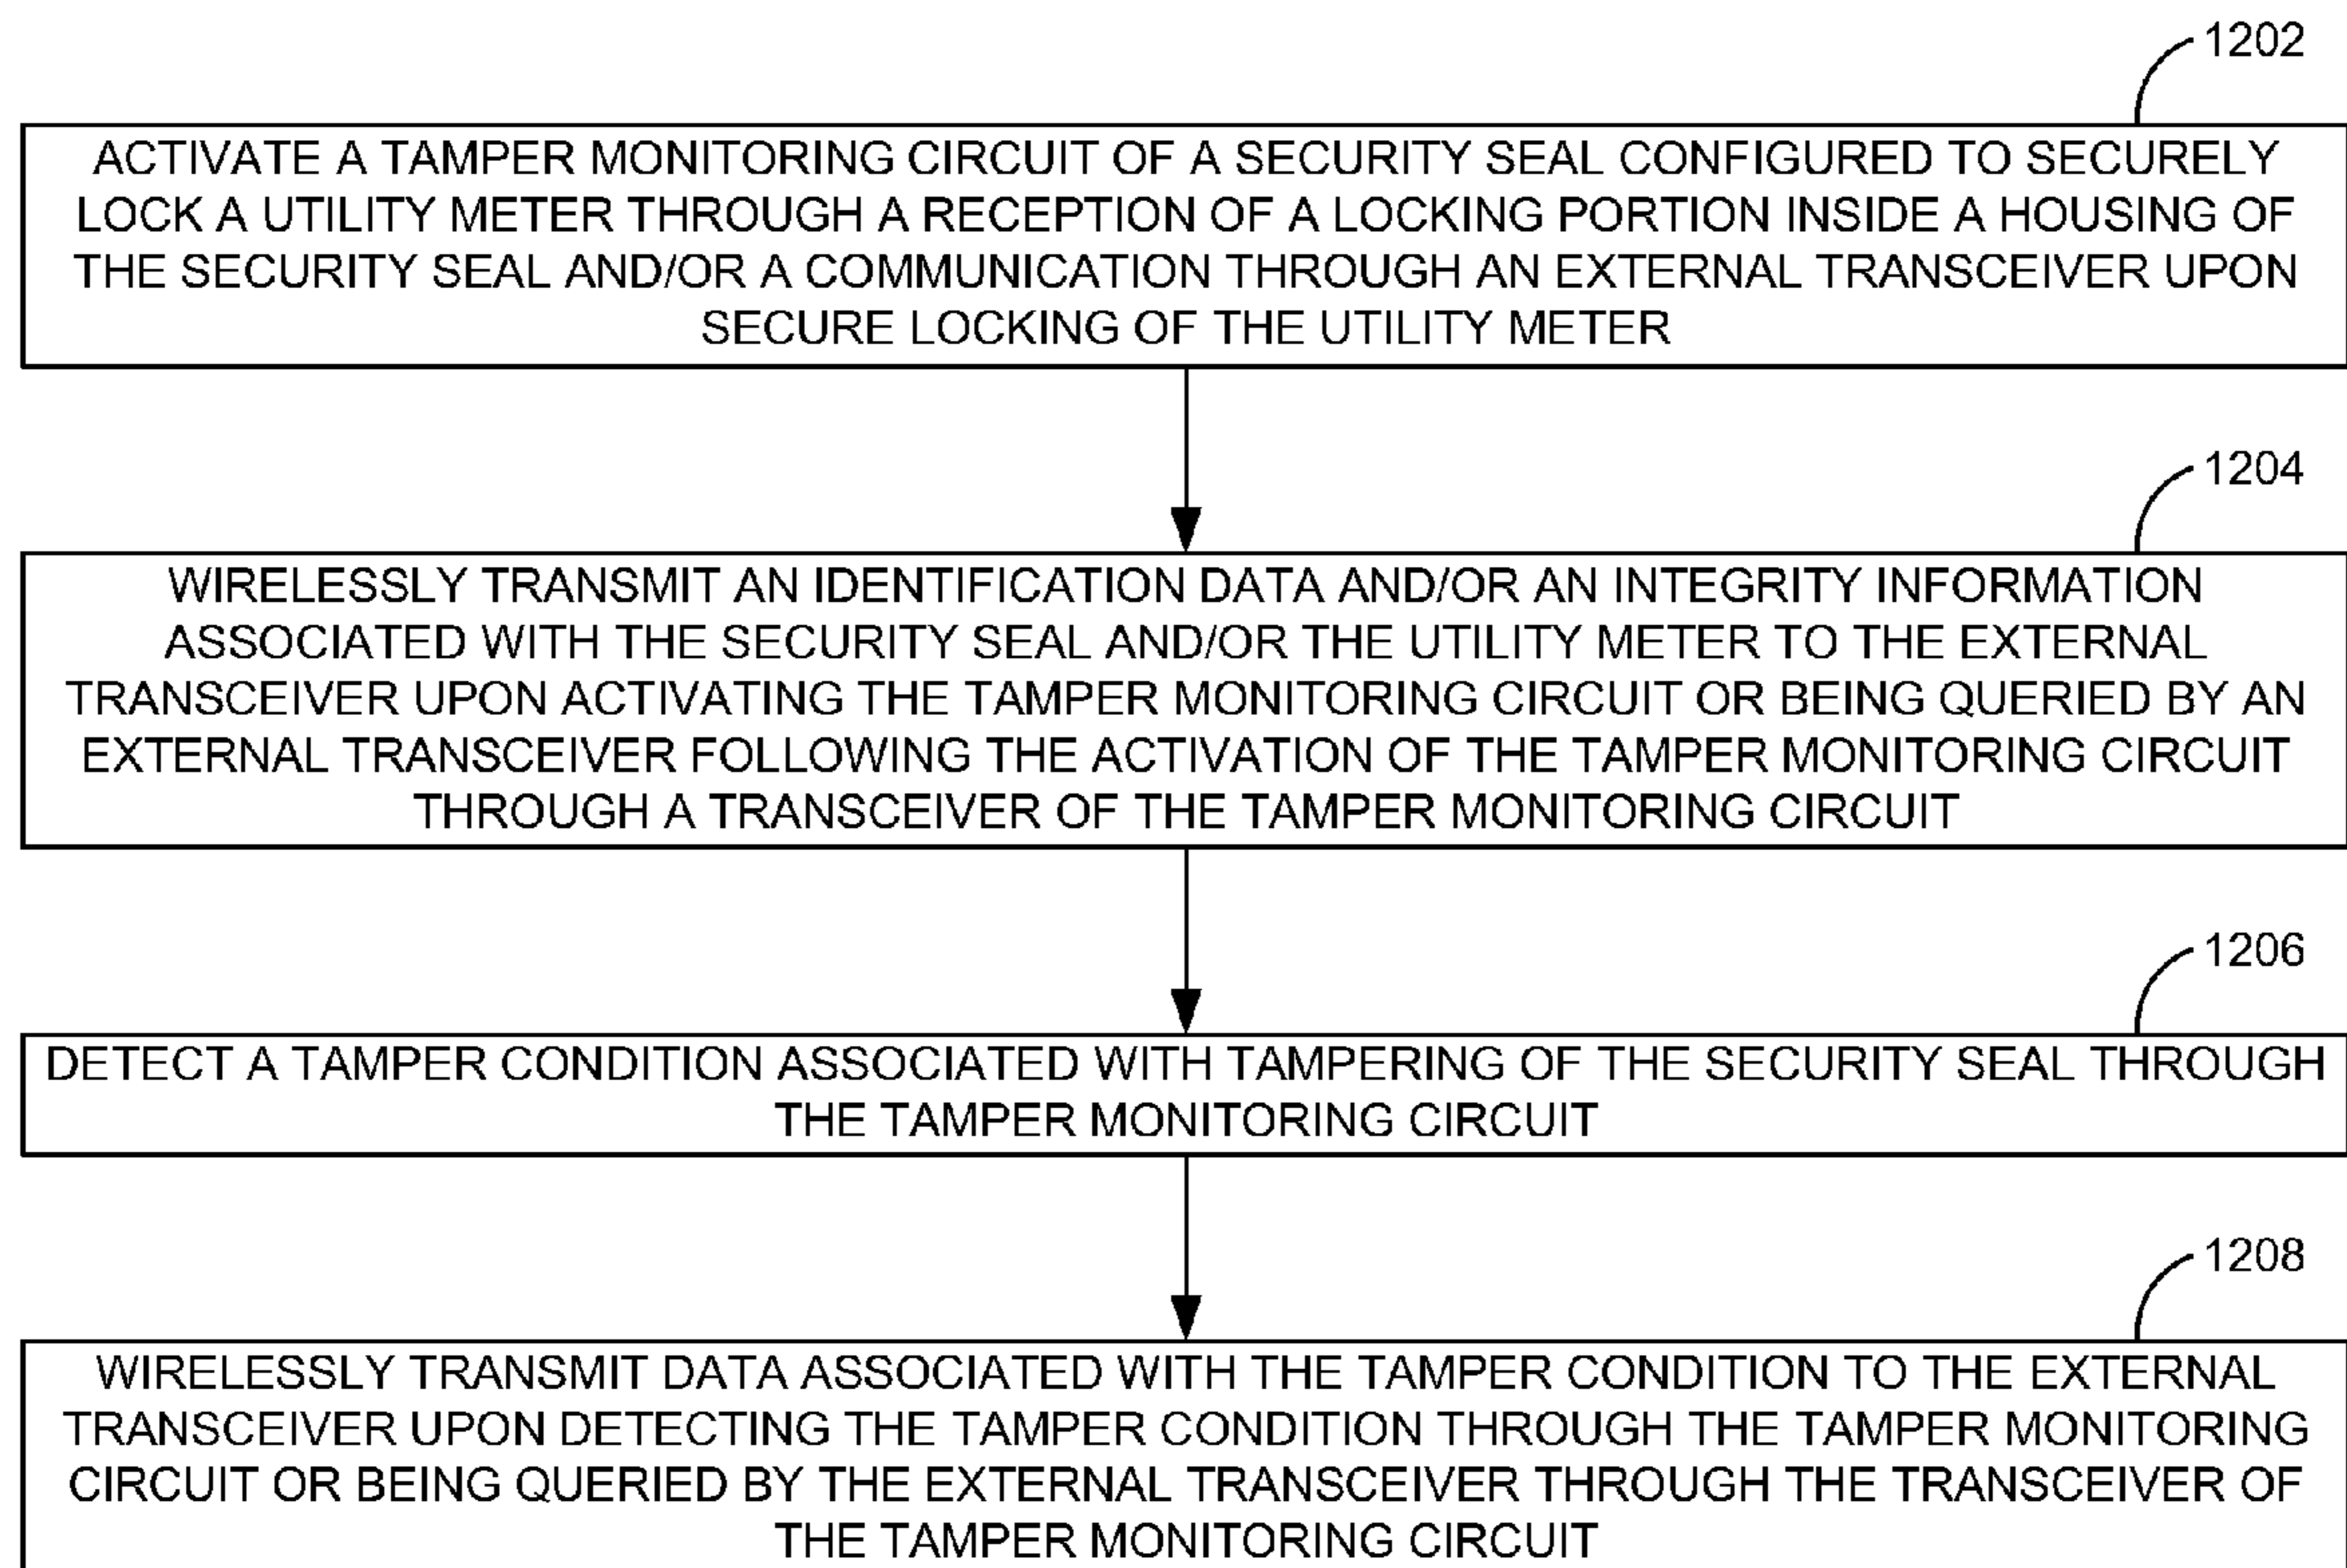 1202
ACTIVATE A TAMPER MONITORING CIRCUIT OF A SECURITY SEAL CONFIGURED TO SECURELY
LOCK A UTILITY METER THROUGH A RECEPTION OF A LOCKING PORTION INSIDE A HOUSING OF
THE SECURITY SEAL AND/OR A COMMUNICATION THROUGH AN EXTERNAL TRANSCEIVER UPON
SECURE LOCKING OF THE UTILITY METER
1204
WIRELESSLY TRANSMIT AN IDENTIFICATION DATA AND/OR AN INTEGRITY INFORMATION
ASSOCIATED WITH THE SECURITY SEAL AND/OR THE UTILITY METER TO THE EXTERNAL
TRANSCEIVER UPON ACTIVATING THE TAMPER MONITORING CIRCUIT OR BEING QUERIED BY AN
EXTERNAL TRANSCEIVER FOLLOWING THE ACTIVATION OF THE TAMPER MONITORING CIRCUIT
THROUGH A TRANSCEIVER OF THE TAMPER MONITORING CIRCUIT
1206
DETECT A TAMPER CONDITION ASSOCIATED WITH TAMPERING OF THE SECURITY SEAL THROUGH
THE TAMPER MONITORING CIRCUIT
1208
WIRELESSLY TRANSMIT DATA ASSOCIATED WITH THE TAMPER CONDITION TO THE EXTERNAL
TRANSCEIVER UPON DETECTING THE TAMPER CONDITION THROUGH THE TAMPER MONITORING
CIRCUIT OR BEING QUERIED BY THE EXTERNAL TRANSCEIVER THROUGH THE TRANSCEIVER OF
THE TAMPER MONITORING CIRCUIT